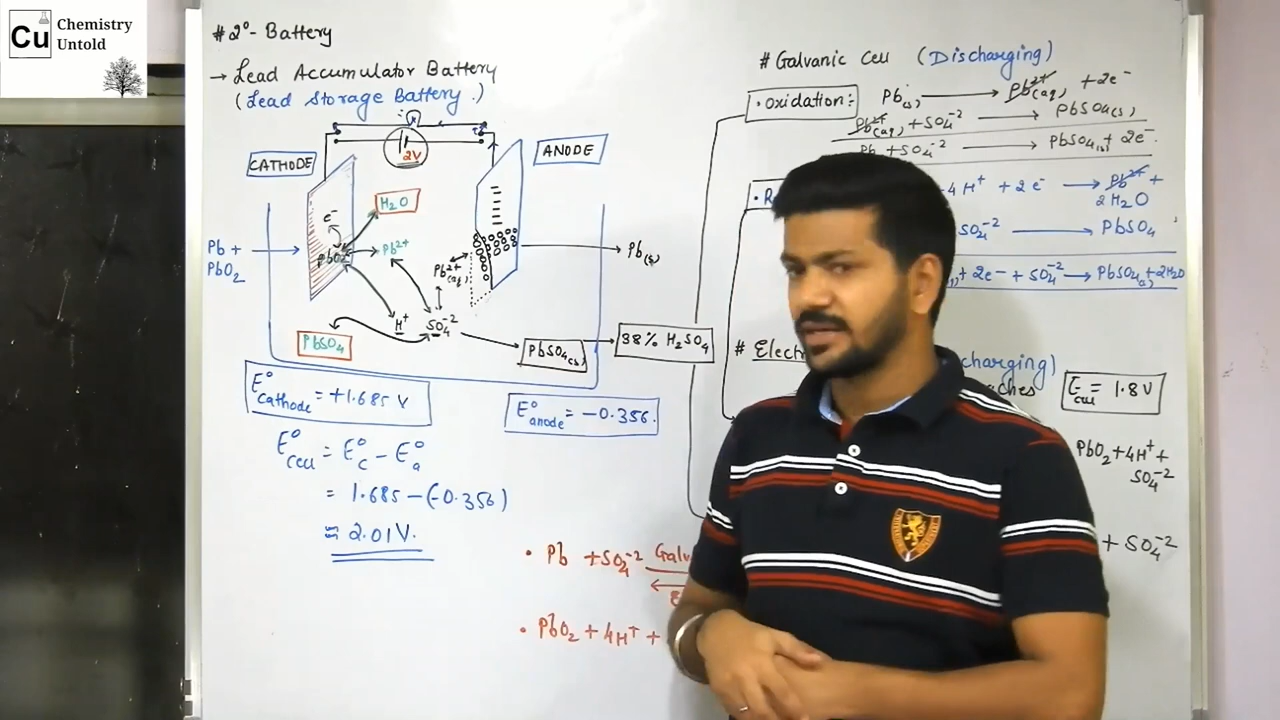 Cu
Chemistry
Untold
# 2° - Battery
→ Lead Accumulator Battery
(Lead Storage Battery.)
2V
CATHODE
ANODE
e⁻
H₂O
Pb +
PbO₂
PbO₂
Pb²⁺
Pb²⁺(aq)
Pb(s)
H⁺
SO₄⁻²
PbSO₄
PbSO₄(s)
38% H₂SO₄
E°cathode = +1.685 V
E°anode = -0.356.
E°cell = E°c - E°a
= 1.685 - (-0.356)
≈ 2.01V.
# Galvanic Cell (Discharging)
• Oxidation :- Pb(s) → Pb²⁺(aq) + 2e⁻
Pb²⁺(aq) + SO₄⁻² → PbSO₄(s)
Pb + SO₄⁻² → PbSO₄(s) + 2e⁻
• R
4H⁺ + 2e⁻ → Pb²⁺ +
2H₂O
SO₄⁻² → PbSO₄
+ 2e⁻ + SO₄⁻² → PbSO₄(s) + 2H₂O
# Electr
charging)
aches
Ecell = 1.8V
PbO₂ + 4H⁺ +
SO₄⁻²
+ SO₄⁻²
• Pb + SO₄⁻² Galv
E
• PbO₂ + 4H⁺ +